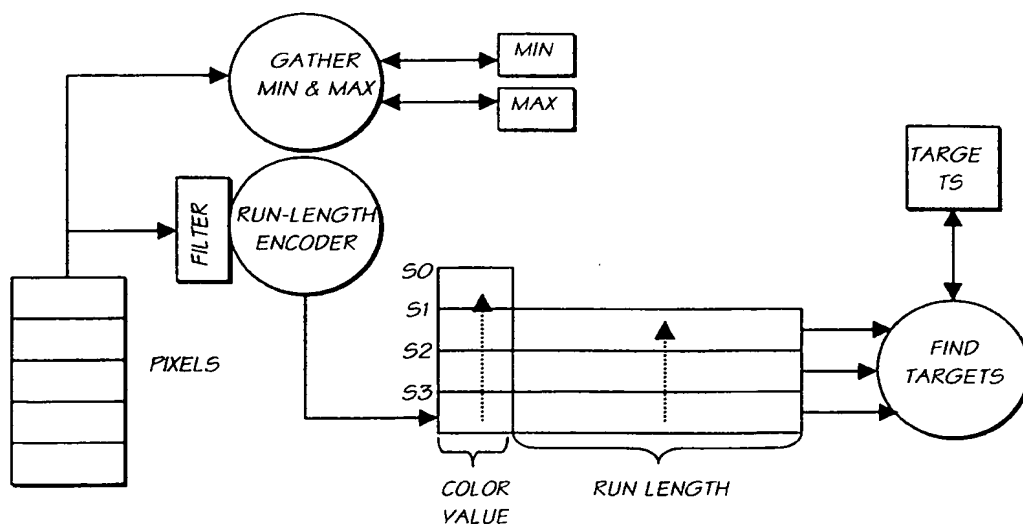 GATHER
MIN & MAX
MIN
MAX
TARGE
TS
FILTER
RUN-LENGTH
ENCODER
S0
S1
S2
S3
PIXELS
FIND
TARGETS
COLOR
VALUE
RUN LENGTH